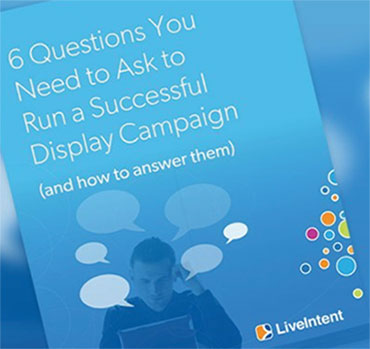 6 Questions You
Need to Ask to
Run a Successful
Display Campaign
(and how to answer them)
LiveIntent